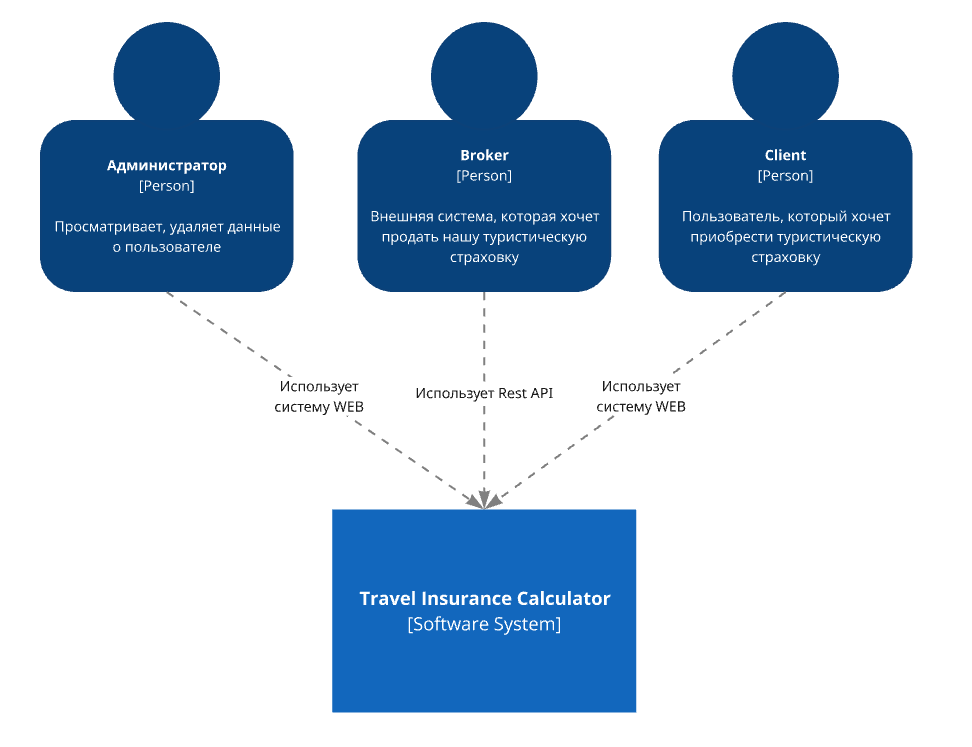 Администратор
[Person]
Просматривает, удаляет данные
о пользователе
Broker
[Person]
Внешняя система, которая хочет
продать нашу туристическую
страховку
Client
[Person]
Пользователь, который хочет
приобрести туристическую
страховку
Использует
систему WEB
Использует Rest API
Использует
систему WEB
Travel Insurance Calculator
[Software System]